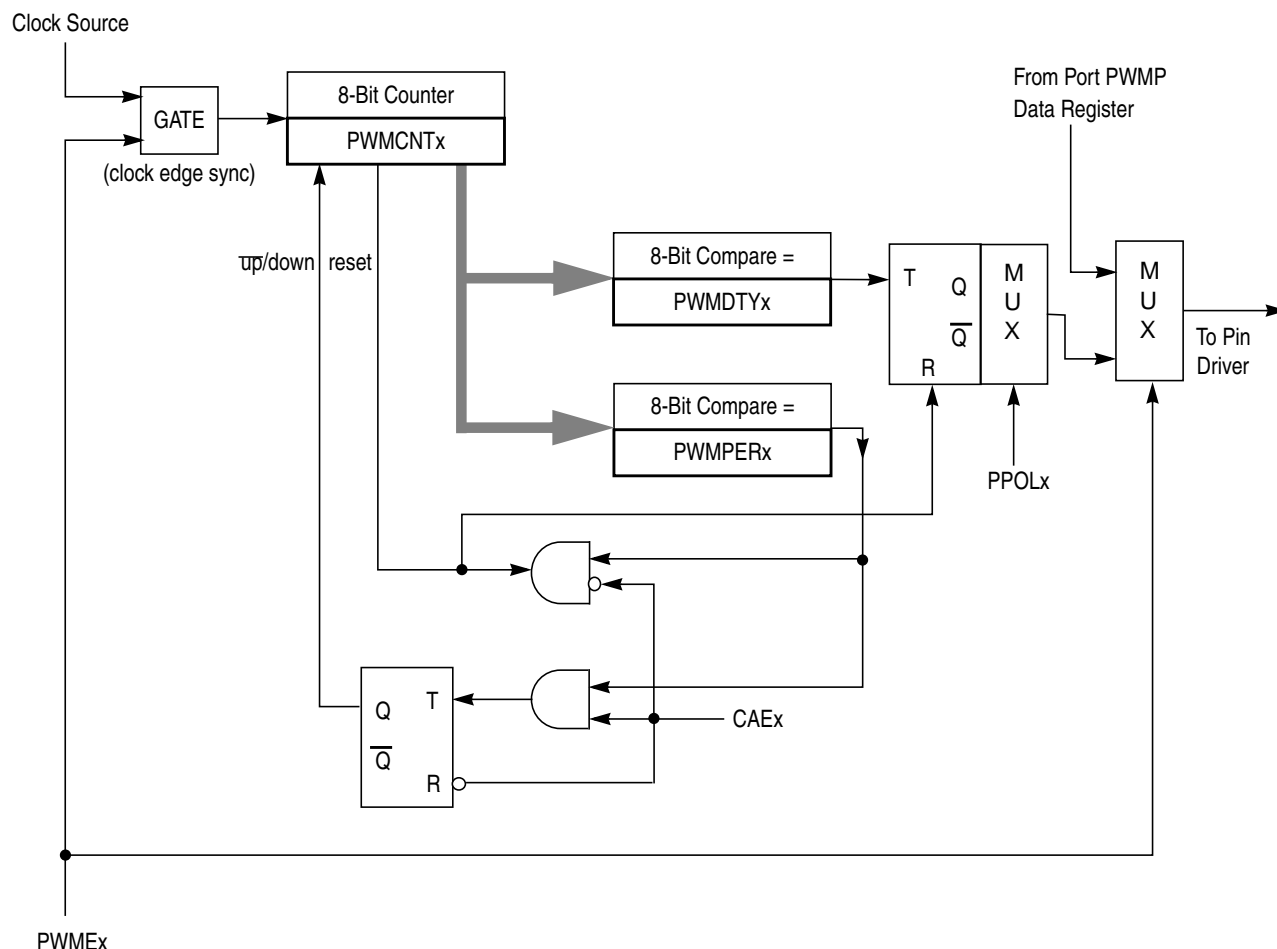 Clock Source
8-Bit Counter
From Port PWMP
Data Register
GATE
PWMCNTx
(clock edge sync)
up/down
reset
8-Bit Compare =
PWMDTYx
T
Q
Q
R
M
U
X
M
U
X
To Pin
Driver
8-Bit Compare =
PWMPERx
PPOLx
Q
T
Q
R
CAEx
PWMEx